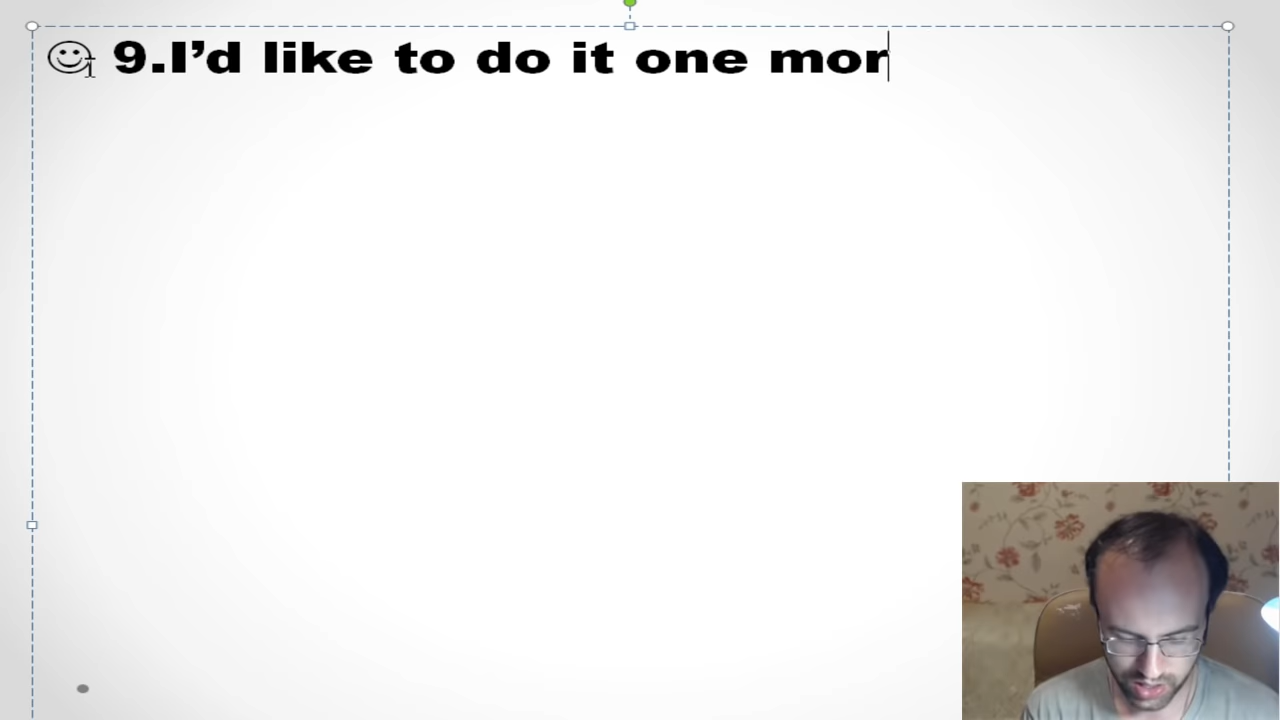 ☺ 9.I’d like to do it one mor